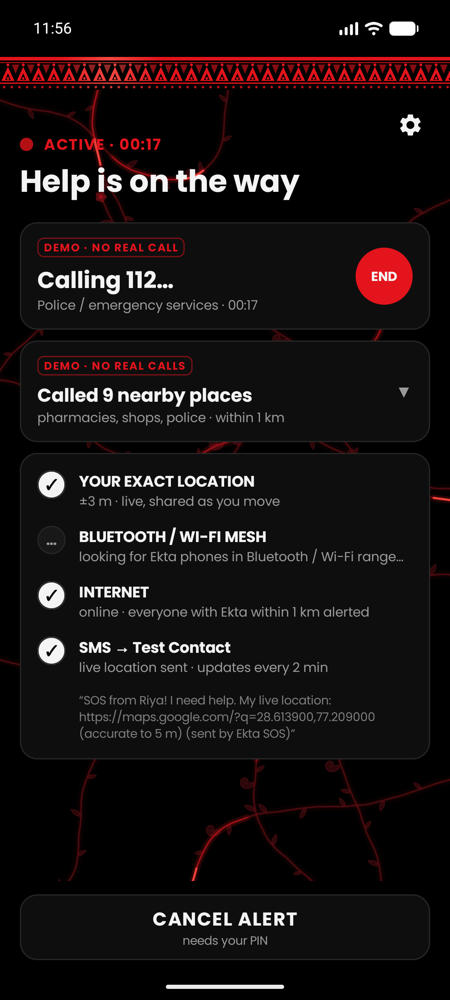 11:56
ACTIVE · 00:17
Help is on the way
DEMO · NO REAL CALL
Calling 112...
Police / emergency services · 00:17
END
DEMO · NO REAL CALLS
Called 9 nearby places
pharmacies, shops, police · within 1 km
YOUR EXACT LOCATION
±3 m · live, shared as you move
BLUETOOTH / WI-FI MESH
looking for Ekta phones in Bluetooth / Wi-Fi range...
INTERNET
online · everyone with Ekta within 1 km alerted
SMS → Test Contact
live location sent · updates every 2 min
“SOS from Riya! I need help. My live location:
https://maps.google.com/?q=28.613900,77.209000
(accurate to 5 m) (sent by Ekta SOS)”
CANCEL ALERT
needs your PIN